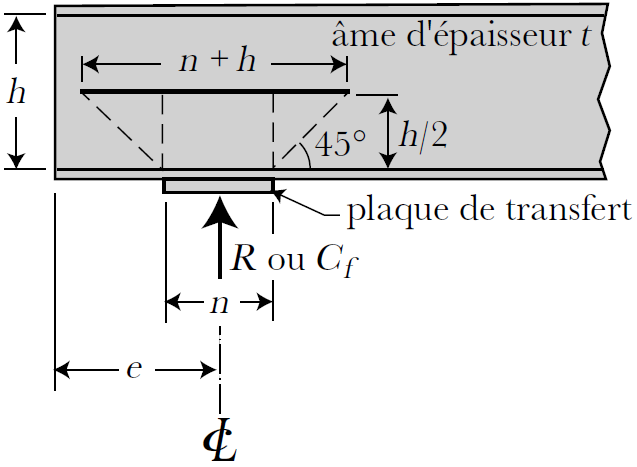 âme d'épaisseur t
n + h
h
h/2
45°
plaque de transfert
R ou C_f
n
e
℄